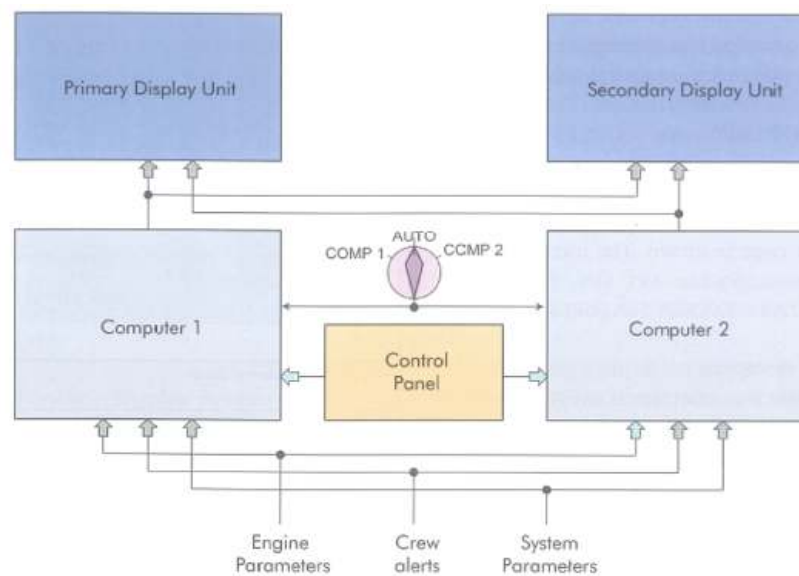 Primary Display Unit
Secondary Display Unit
AUTO
COMP 1
CCMP 2
Computer 1
Computer 2
Control
Panel
Engine
Parameters
Crew
alerts
System
Parameters